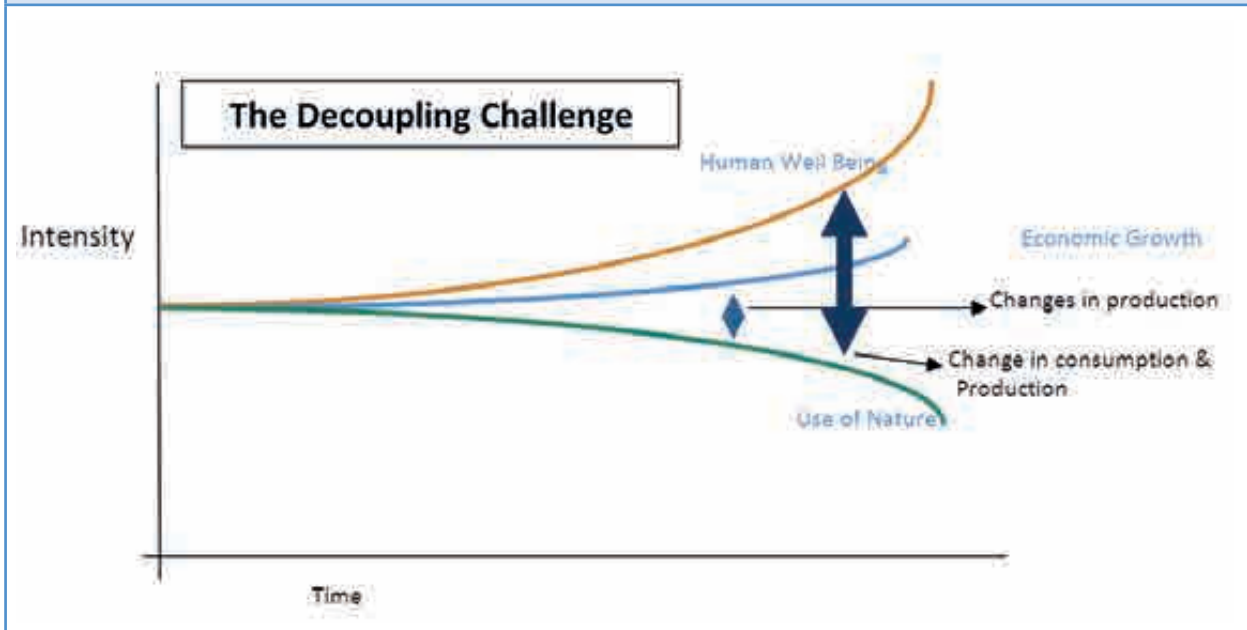 The Decoupling Challenge
Human Well Being
Intensity
Economic Growth
Changes in production
Change in consumption &
Production
Use of Nature
Time